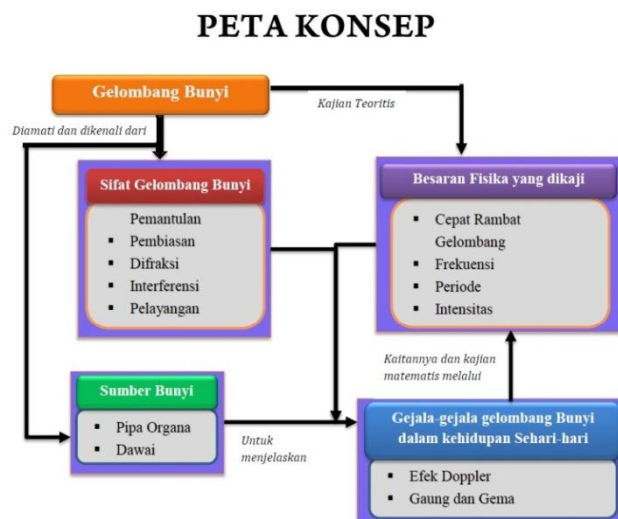 PETA KONSEP
Gelombang Bunyi
Kajian Teoritis
Diamati dan dikenali dari
Sifat Gelombang Bunyi
Pemantulan
▪ Pembiasan
▪ Difraksi
▪ Interferensi
▪ Pelayangan
Besaran Fisika yang dikaji
▪ Cepat Rambat
Gelombang
▪ Frekuensi
▪ Periode
▪ Intensitas
Kaitannya dan kajian
matematis melalui
Sumber Bunyi
▪ Pipa Organa
▪ Dawai
Untuk
menjelaskan
Gejala-gejala gelombang Bunyi
dalam kehidupan Sehari-hari
▪ Efek Doppler
▪ Gaung dan Gema